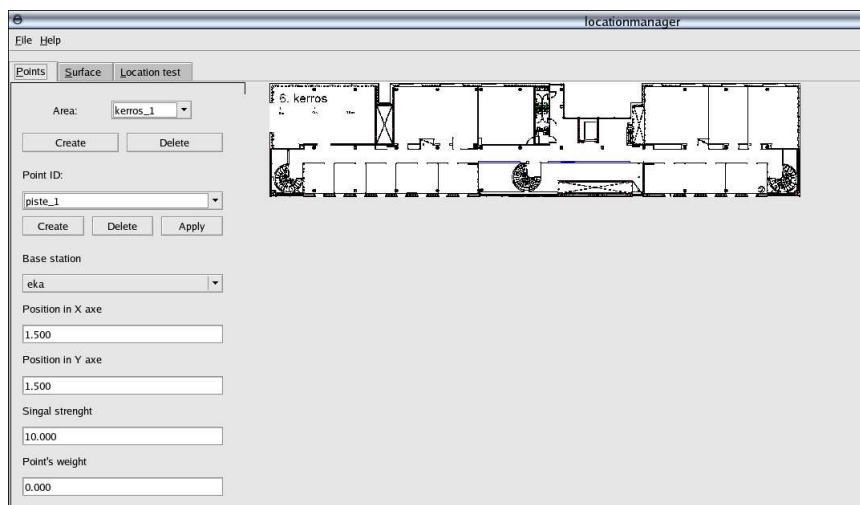 locationmanager
File Help
Points Surface Location test
Area: kerros_1
Create Delete
Point ID:
piste_1
Create Delete Apply
Base station
eka
Position in X axe
1.500
Position in Y axe
1.500
Singal strenght
10.000
Point's weight
0.000
6. kerros